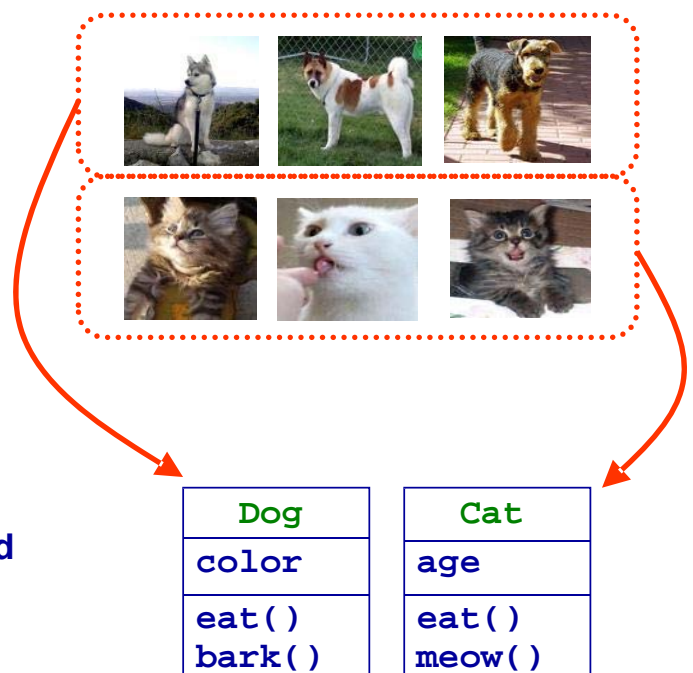 Dog Cat
d
color age
eat() eat()
bark() meow()